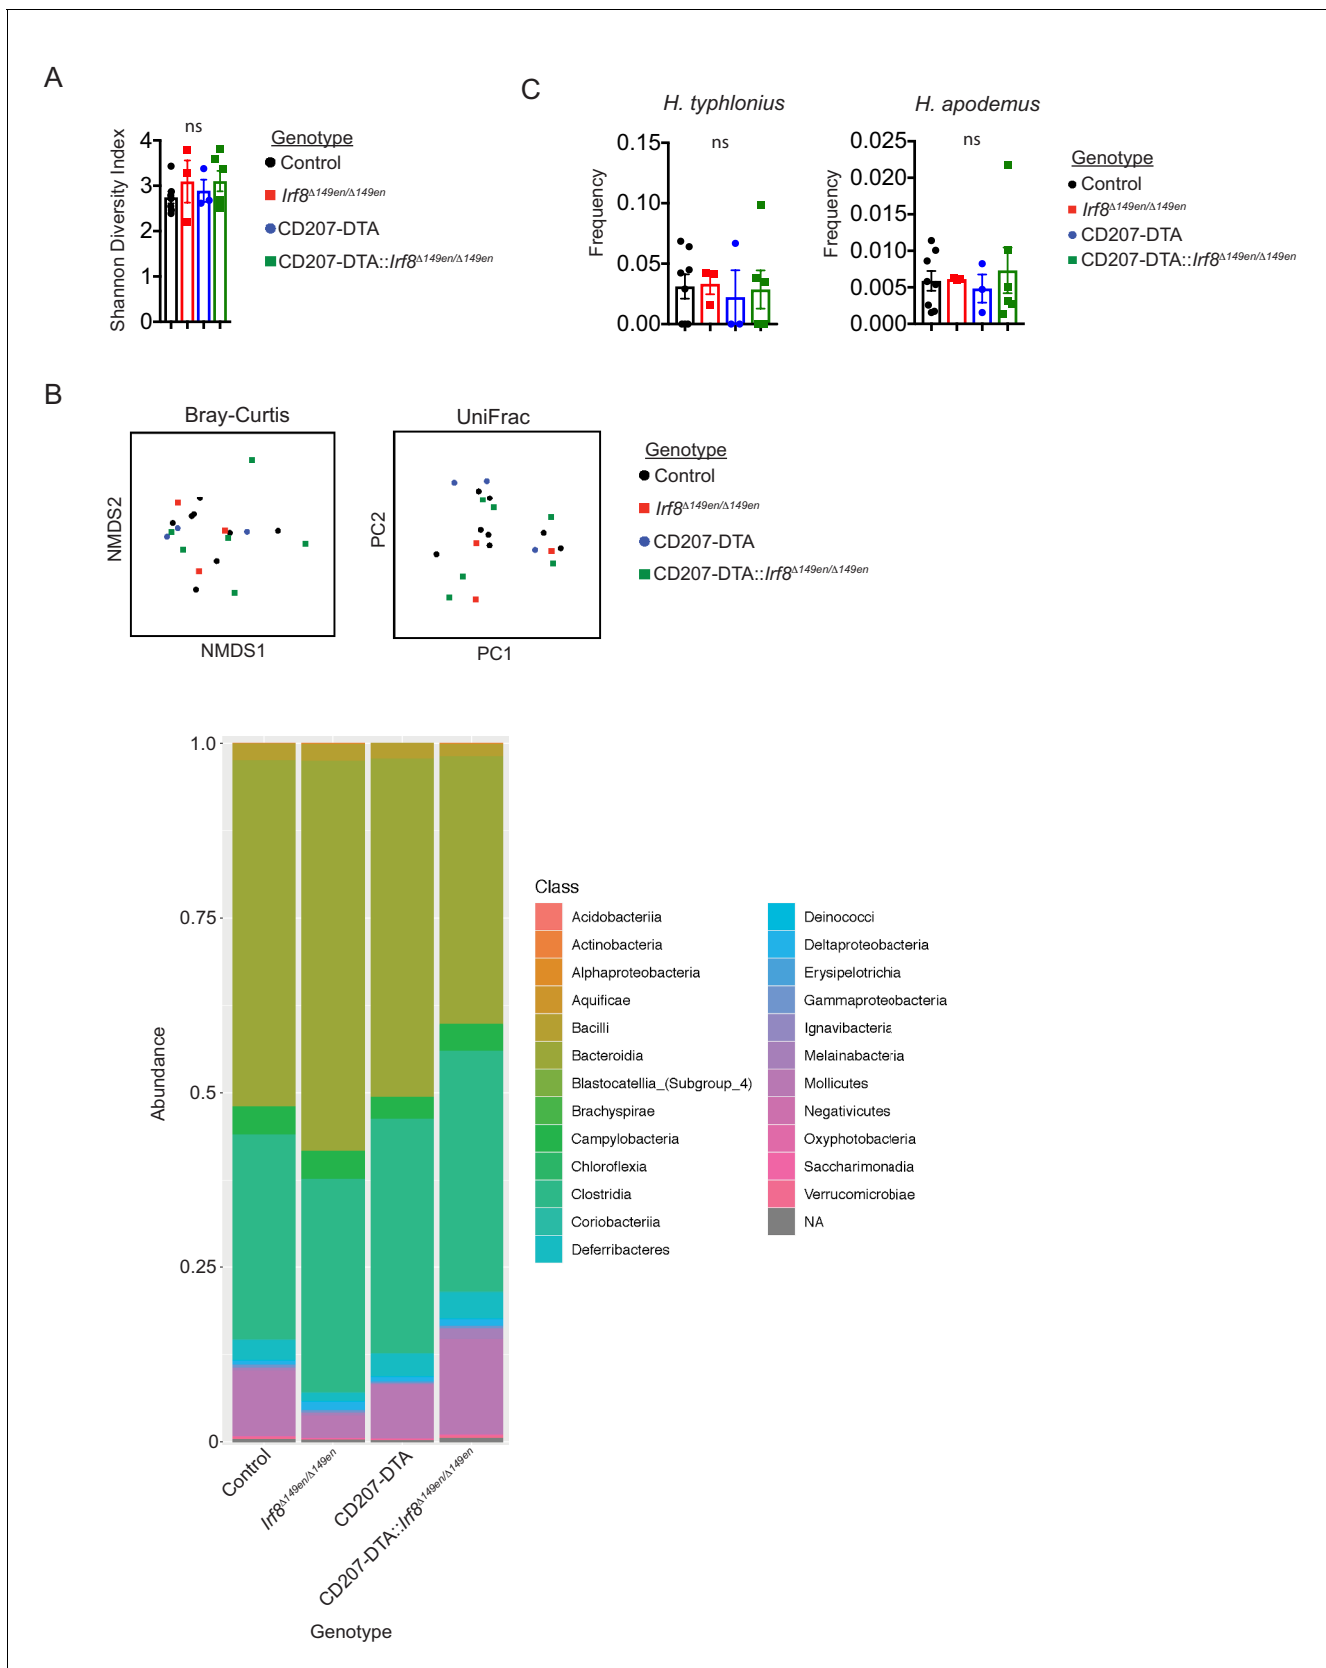 A
Shannon Diversity Index
4
3
2
1
0
ns
Genotype
Control
Irf8Δ149en/Δ149en
CD207-DTA
CD207-DTA::Irf8Δ149en/Δ149en
C
H. typhlonius
Frequency
0.15
0.10
0.05
0.00
ns
H. apodemus
Frequency
0.025
0.020
0.015
0.010
0.005
0.000
ns
Genotype
Control
Irf8Δ149en/Δ149en
CD207-DTA
CD207-DTA::Irf8Δ149en/Δ149en
B
Bray-Curtis
NMDS2
NMDS1
UniFrac
PC2
PC1
Genotype
Control
Irf8Δ149en/Δ149en
CD207-DTA
CD207-DTA::Irf8Δ149en/Δ149en
Abundance
1.0
0.75
0.5
0.25
0
Control
Irf8Δ149en/Δ149en
CD207-DTA
CD207-DTA::Irf8Δ149en/Δ149en
Genotype
Class
Acidobacteriia
Actinobacteria
Alphaproteobacteria
Aquificae
Bacilli
Bacteroidia
Blastocatellia_(Subgroup_4)
Brachyspirae
Campylobacteria
Chloroflexia
Clostridia
Coriobacteriia
Deferribacteres
Deinococci
Deltaproteobacteria
Erysipelotrichia
Gammaproteobacteria
Ignavibacteria
Melainabacteria
Mollicutes
Negativicutes
Oxyphotobacteria
Saccharimonadia
Verrucomicrobiae
NA